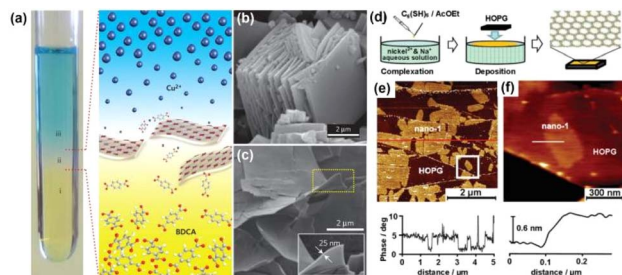 (a)
iii
ii
i
Cu²⁺
BDCA
(b)
2 µm
(c)
2 µm
25 nm
(d)
C₆(SH)₆ / AcOEt
HOPG
nickel²⁺ & Na⁺
aqueous solution
Complexation
Deposition
(e)
nano-1
HOPG
2 µm
Phase / deg
10
5
0
0 1 2 3 4 5
distance / µm
(f)
nano-1
HOPG
300 nm
0.6 nm
0 0.1 0.2
distance / µm